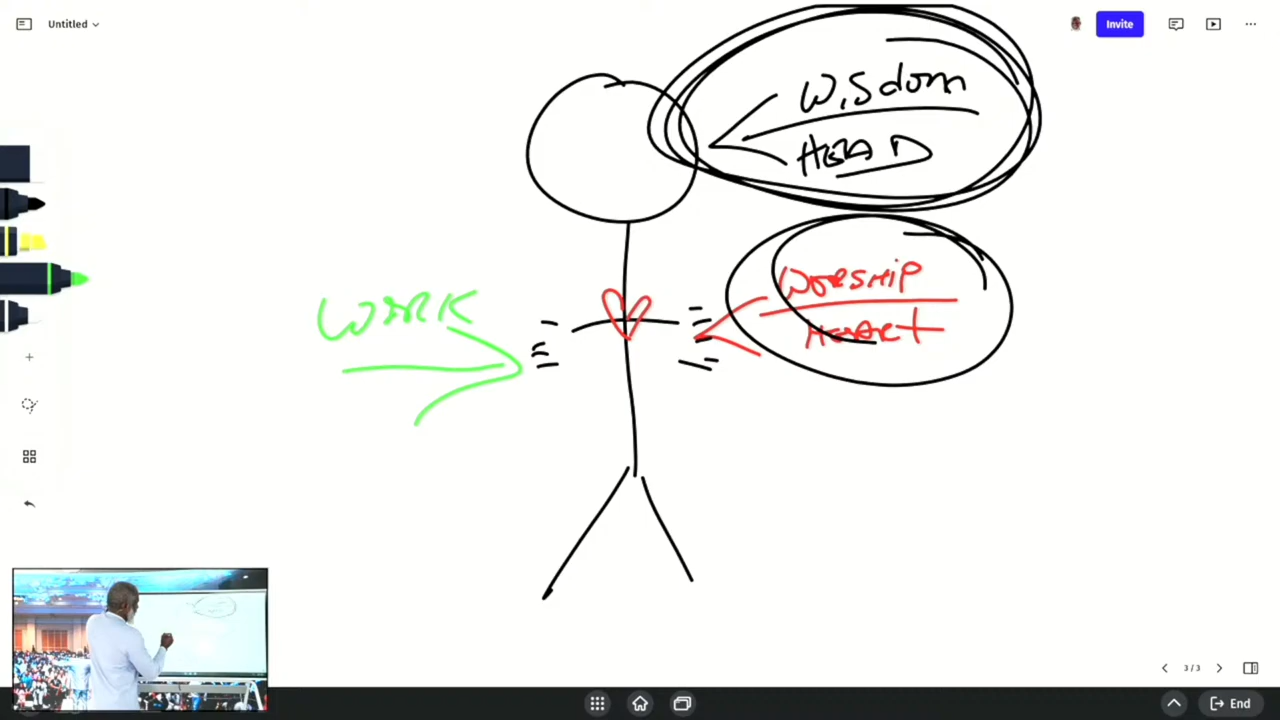 Untitled
Invite
WISDOM
HEAD
WORSHIP
HEART
WORK
3/3
End